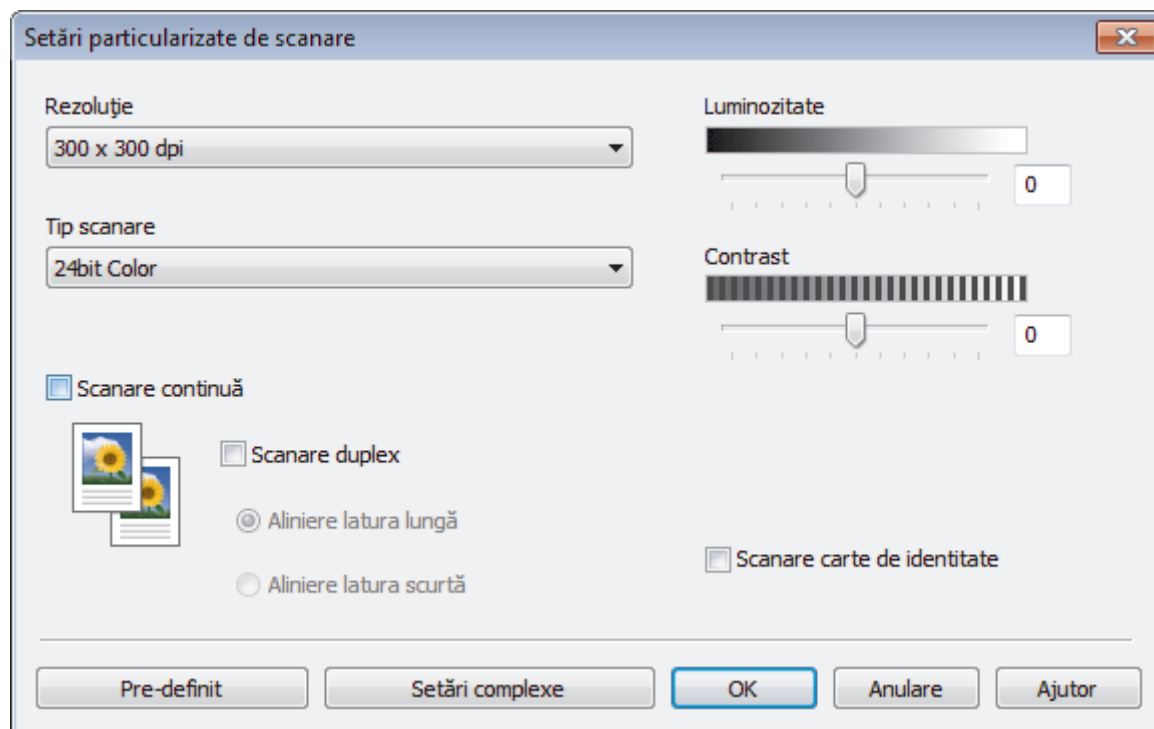 Setări particularizate de scanare
Rezoluţie
300 x 300 dpi
Tip scanare
24bit Color
Luminozitate
0
Contrast
0
Scanare continuă
Scanare duplex
Aliniere latura lungă
Aliniere latura scurtă
Scanare carte de identitate
Pre-definit
Setări complexe
OK
Anulare
Ajutor